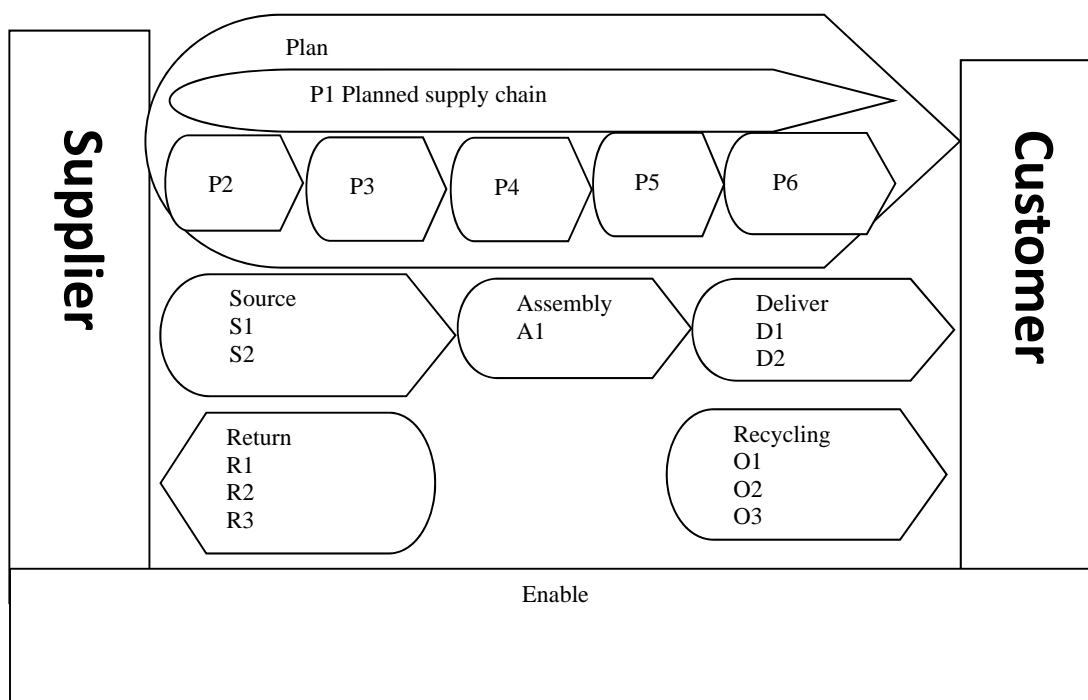 Plan
P1 Planned supply chain
Supplier
Customer
P2
P3
P4
P5
P6
Source
S1
S2
Assembly
A1
Deliver
D1
D2
Return
R1
R2
R3
Recycling
O1
O2
O3
Enable